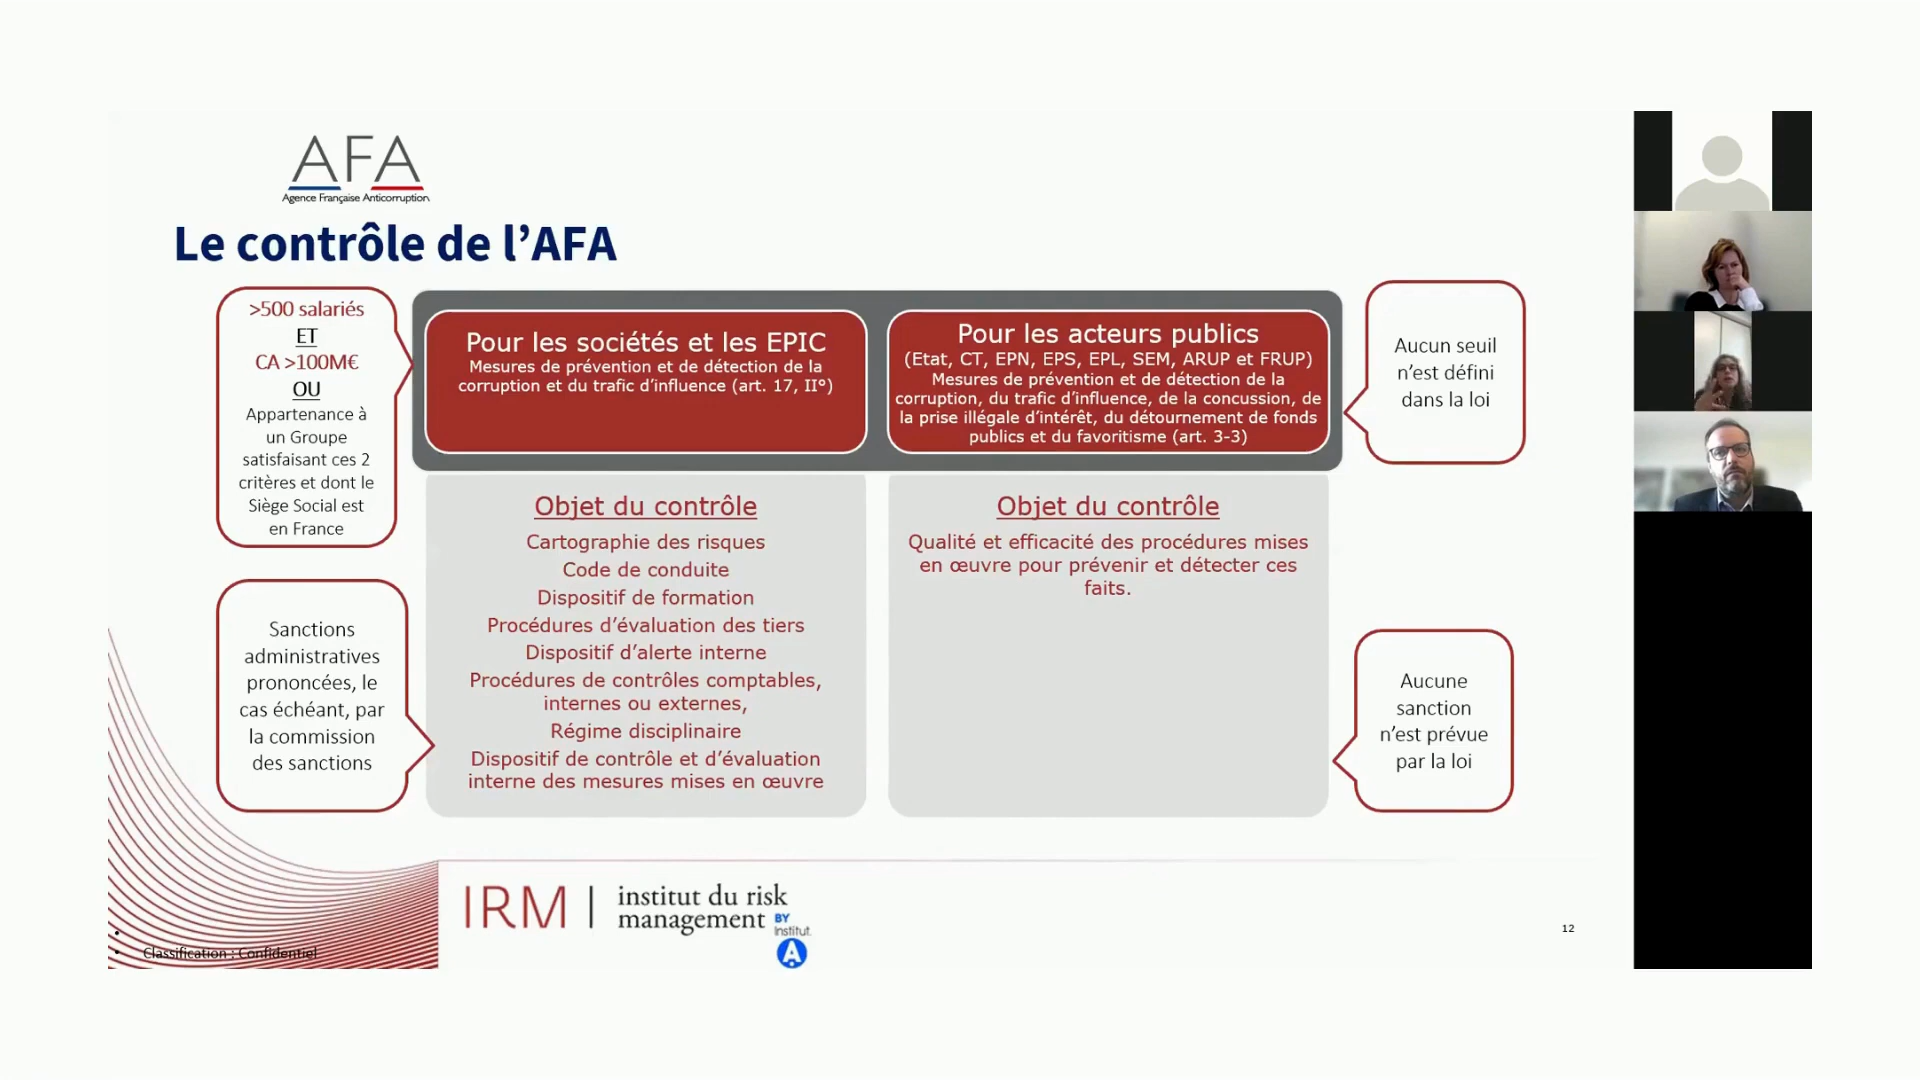 AFA
Agence Française Anticorruption
Le contrôle de l’AFA
>500 salariés
ET
CA >100M€
OU
Appartenance à
un Groupe
satisfaisant ces 2
critères et dont le
Siège Social est
en France
Pour les sociétés et les EPIC
Mesures de prévention et de détection de la
corruption et du trafic d’influence (art. 17, II°)
Pour les acteurs publics
(Etat, CT, EPN, EPS, EPL, SEM, ARUP et FRUP)
Mesures de prévention et de détection de la
corruption, du trafic d’influence, de la concussion, de
la prise illégale d’intérêt, du détournement de fonds
publics et du favoritisme (art. 3-3)
Aucun seuil
n’est défini
dans la loi
Sanctions
administratives
prononcées, le
cas échéant, par
la commission
des sanctions
Objet du contrôle
Cartographie des risques
Code de conduite
Dispositif de formation
Procédures d’évaluation des tiers
Dispositif d’alerte interne
Procédures de contrôles comptables,
internes ou externes,
Régime disciplinaire
Dispositif de contrôle et d’évaluation
interne des mesures mises en œuvre
Objet du contrôle
Qualité et efficacité des procédures mises
en œuvre pour prévenir et détecter ces
faits.
Aucune
sanction
n’est prévue
par la loi
IRM | institut du risk
management
BY
Institut.
A
Classification : Confidentiel
12